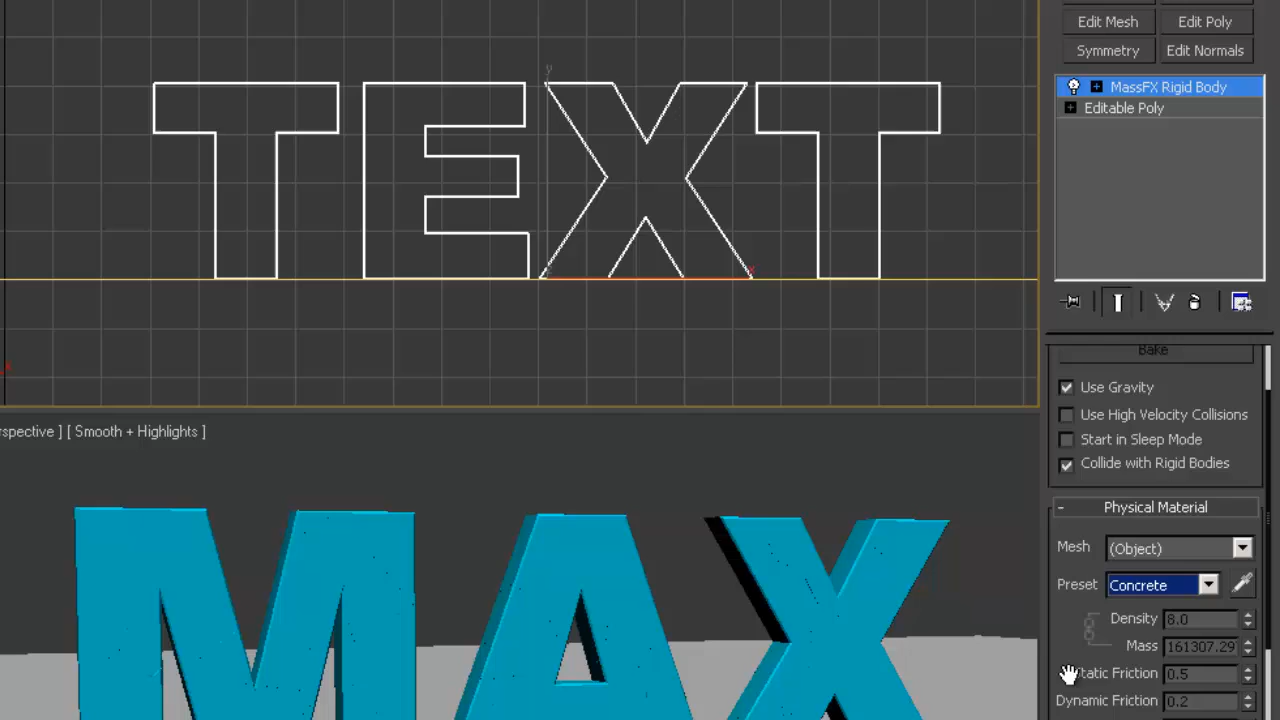 Edit Mesh
Edit Poly
Symmetry
Edit Normals
MassFX Rigid Body
Editable Poly
TEXT
y
x
Bake
Use Gravity
Use High Velocity Collisions
Start in Sleep Mode
Collide with Rigid Bodies
rspective ] [ Smooth + Highlights ]
MAX
- Physical Material
Mesh (Object)
Preset Concrete
Density 8.0
Mass 161307.29
tatic Friction 0.5
Dynamic Friction 0.2